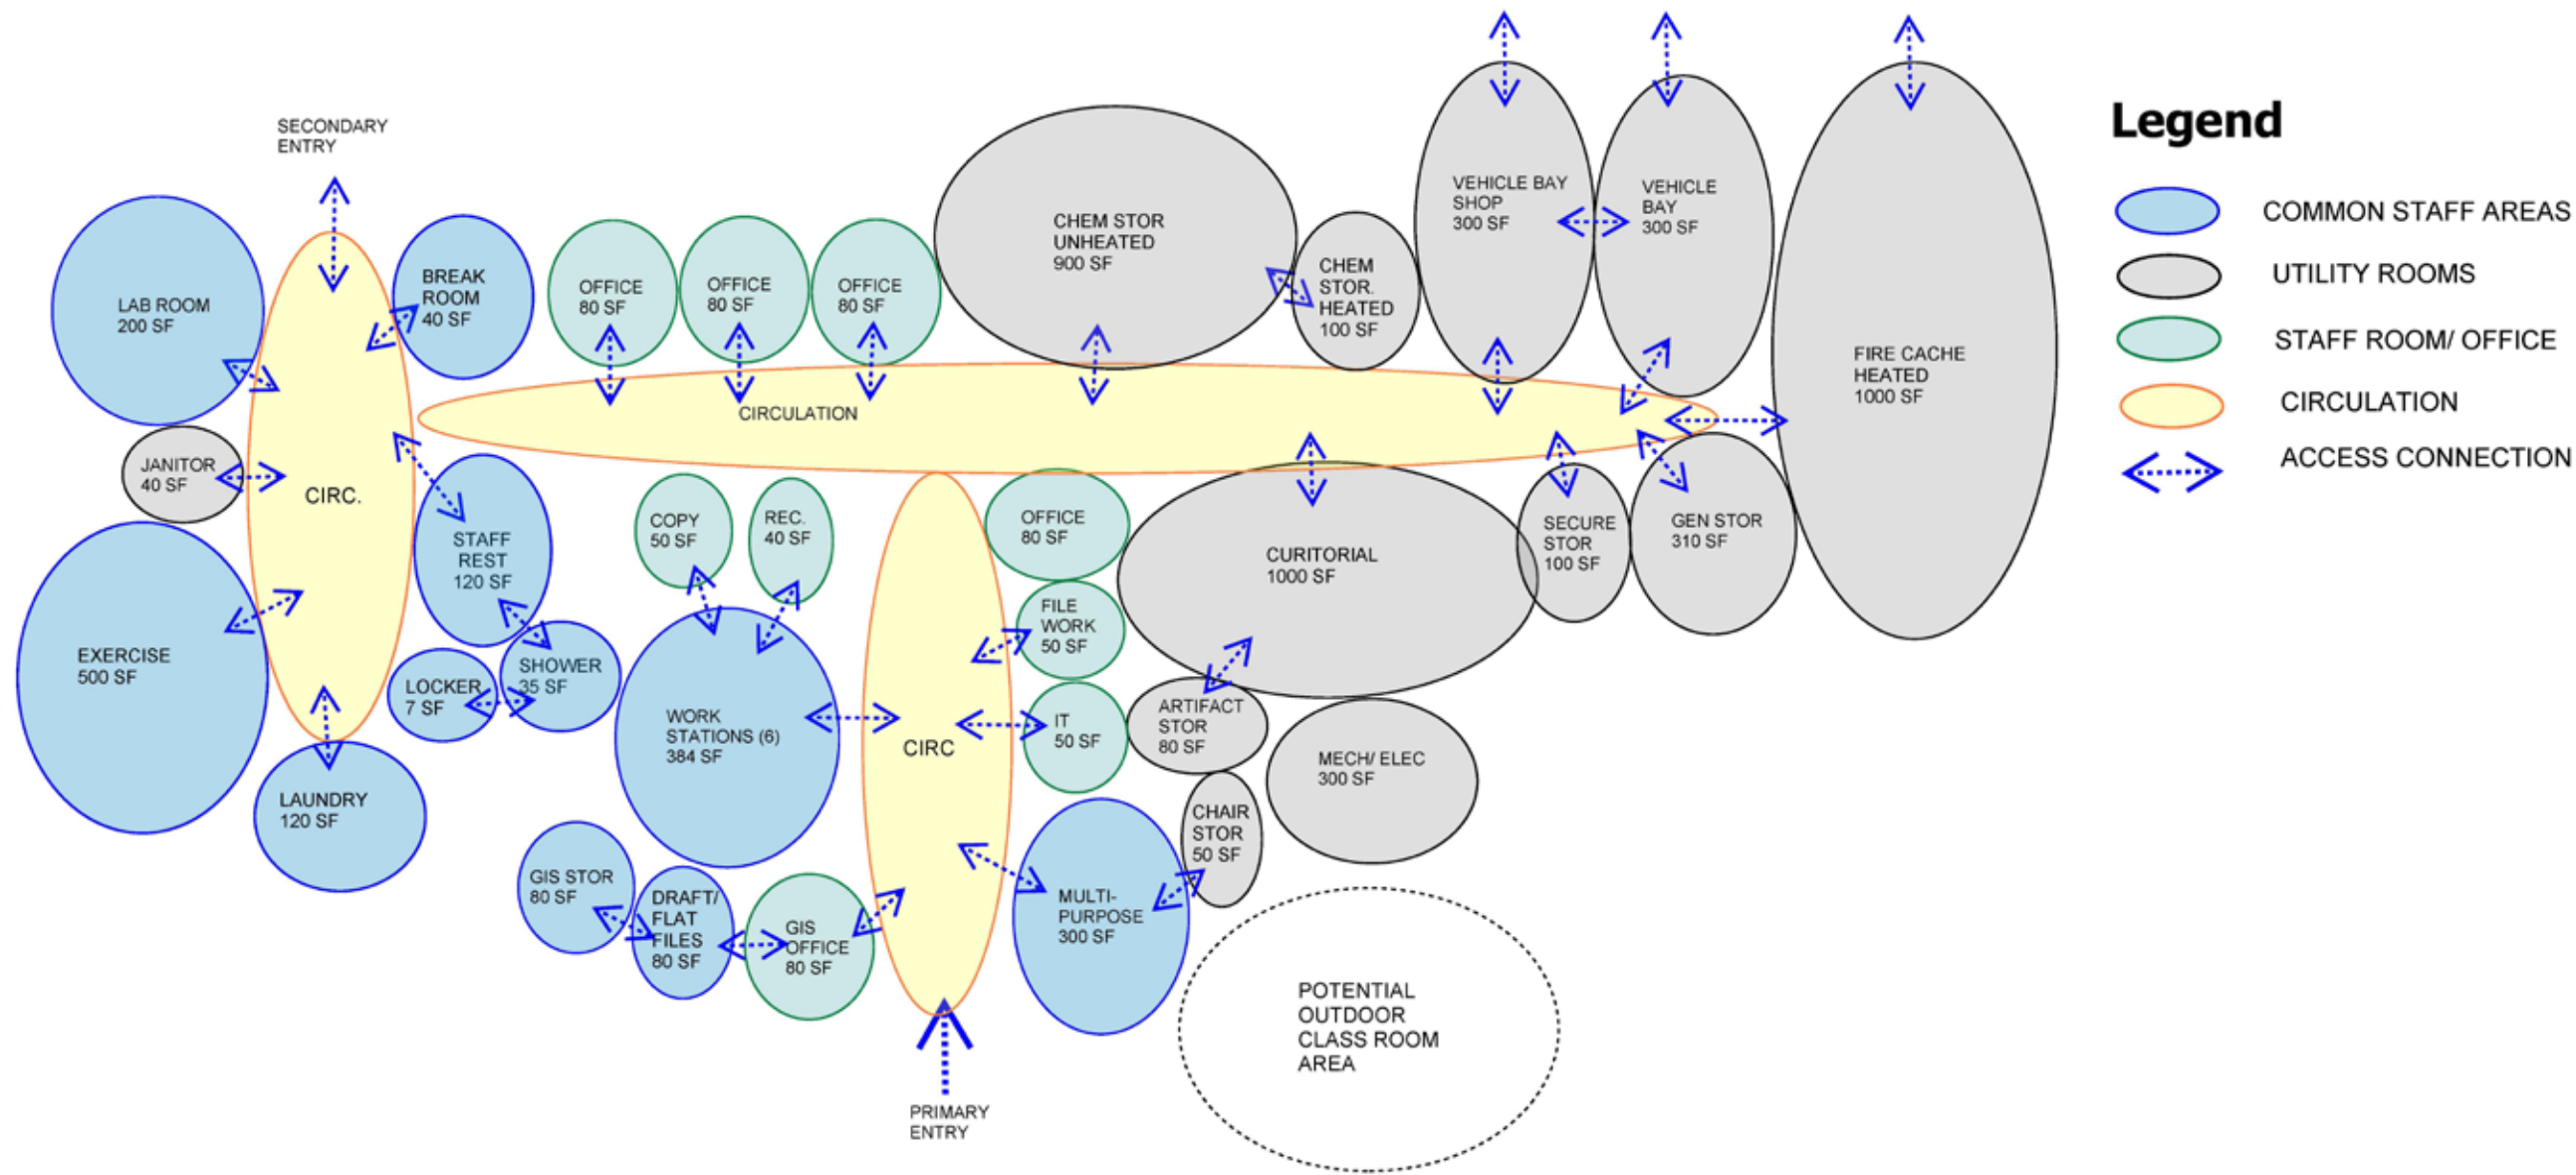 SECONDARY
ENTRY
LAB ROOM
200 SF
BREAK
ROOM
40 SF
JANITOR
40 SF
CIRC.
STAFF
REST
120 SF
EXERCISE
500 SF
LOCKER
7 SF
SHOWER
35 SF
LAUNDRY
120 SF
OFFICE
80 SF
OFFICE
80 SF
OFFICE
80 SF
CHEM STOR
UNHEATED
900 SF
CHEM
STOR.
HEATED
100 SF
VEHICLE BAY
SHOP
300 SF
VEHICLE
BAY
300 SF
FIRE CACHE
HEATED
1000 SF
CIRCULATION
COPY
50 SF
REC.
40 SF
WORK
STATIONS (6)
384 SF
CIRC
OFFICE
80 SF
FILE
WORK
50 SF
IT
50 SF
CURITORIAL
1000 SF
SECURE
STOR
100 SF
GEN STOR
310 SF
ARTIFACT
STOR
80 SF
MECH/ ELEC
300 SF
CHAIR
STOR
50 SF
MULTI-
PURPOSE
300 SF
GIS STOR
80 SF
DRAFT/
FLAT
FILES
80 SF
GIS
OFFICE
80 SF
POTENTIAL
OUTDOOR
CLASS ROOM
AREA
PRIMARY
ENTRY
Legend
COMMON STAFF AREAS
UTILITY ROOMS
STAFF ROOM/ OFFICE
CIRCULATION
ACCESS CONNECTION